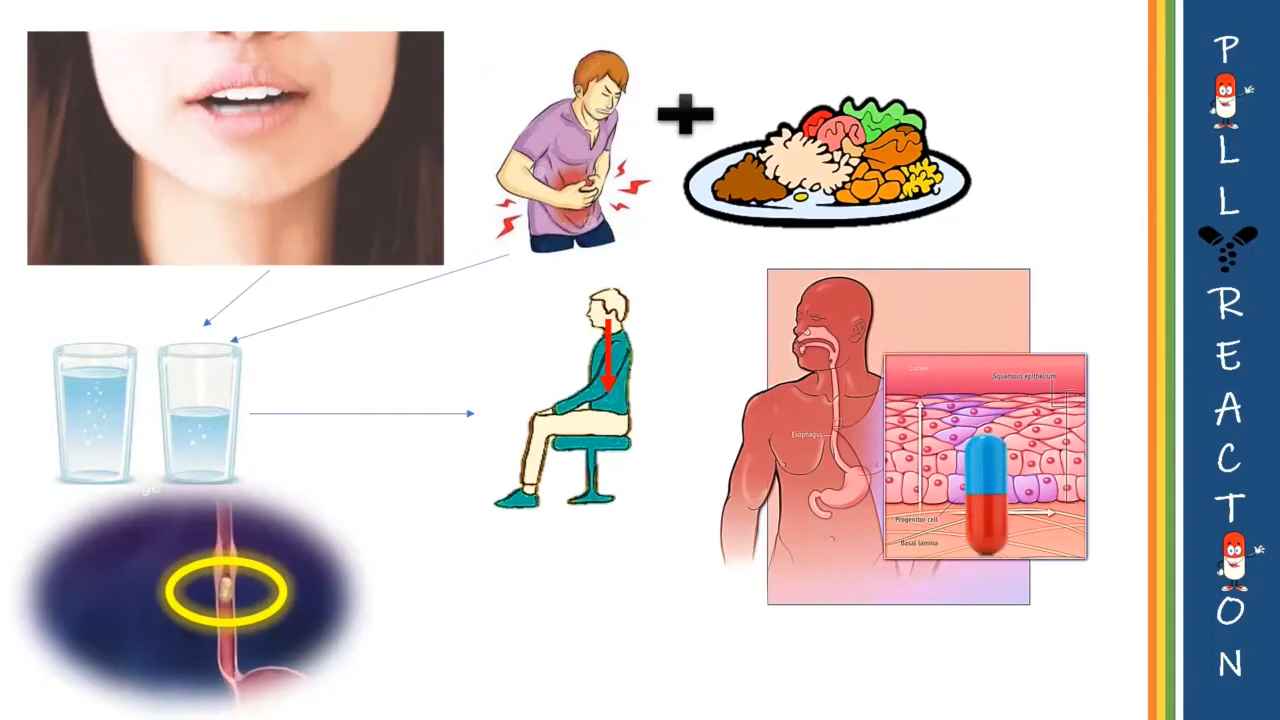 Lumen
Squamous epithelium
Esophagus
Progenitor cell
Basal lamina
PILL
REACTION